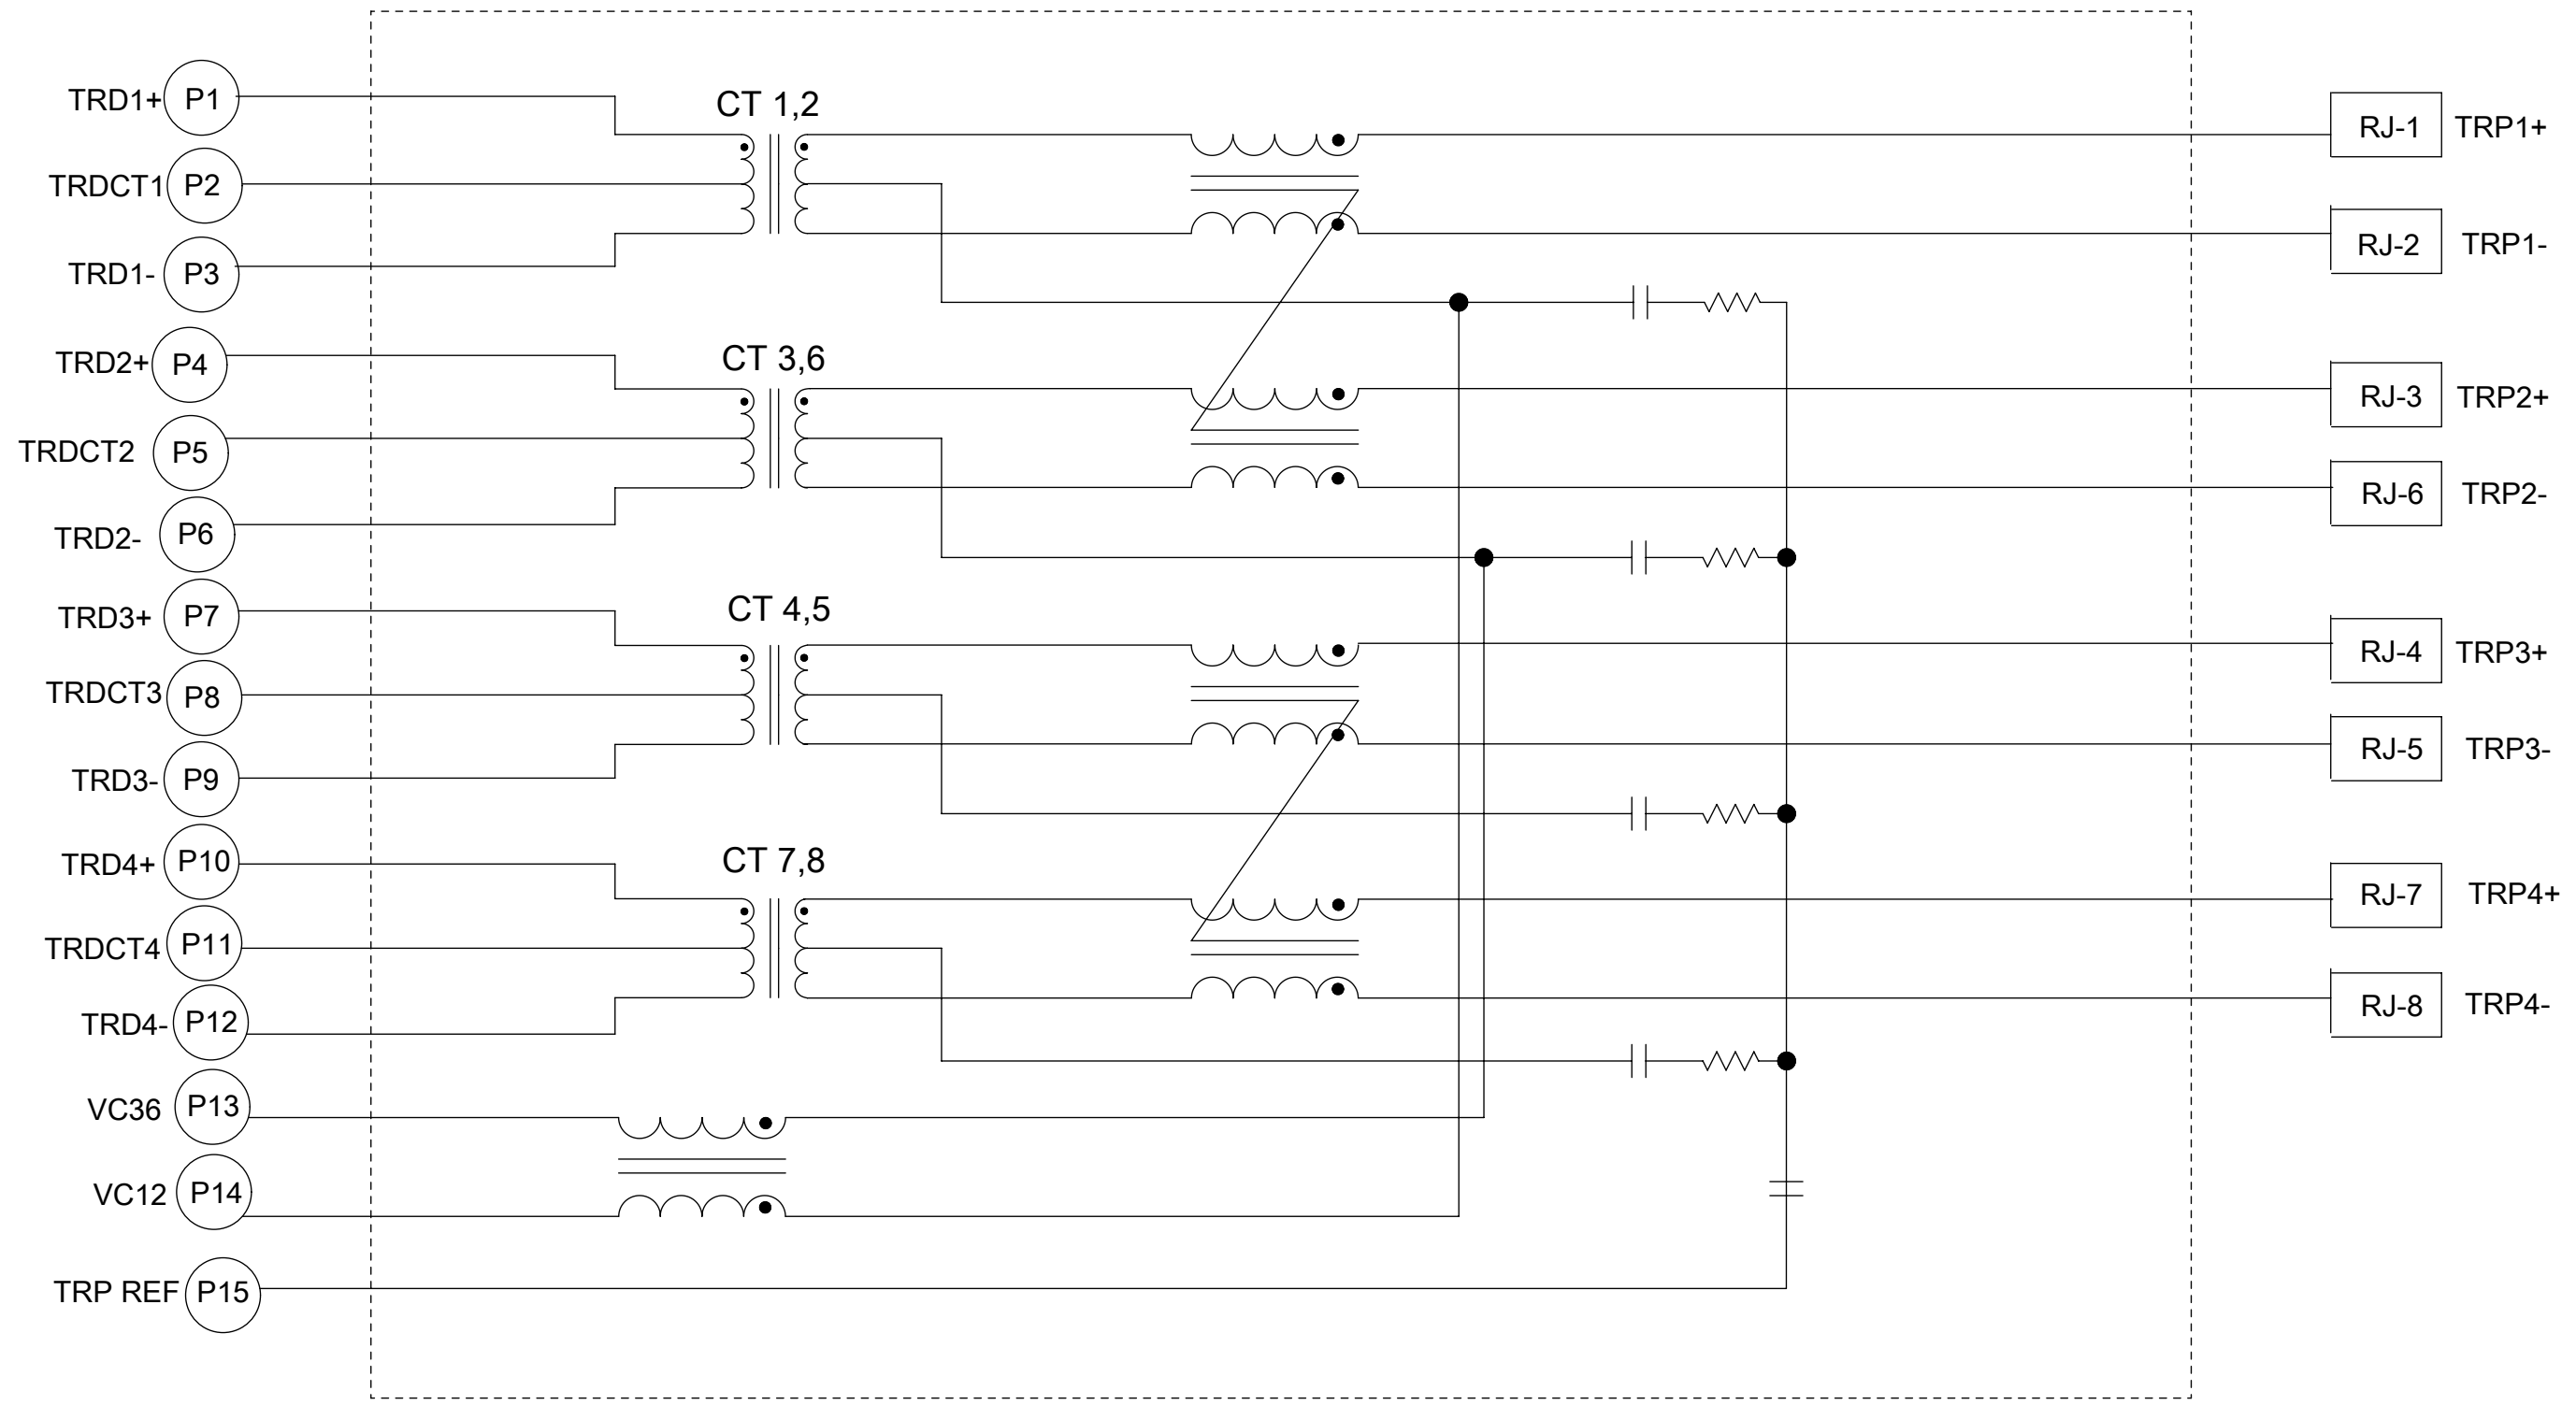 TRD1+ P1
CT 1,2
RJ-1 TRP1+
TRDCT1 P2
RJ-2 TRP1-
TRD1- P3
TRD2+ P4
CT 3,6
RJ-3 TRP2+
TRDCT2 P5
RJ-6 TRP2-
TRD2- P6
TRD3+ P7
CT 4,5
RJ-4 TRP3+
TRDCT3 P8
RJ-5 TRP3-
TRD3- P9
TRD4+ P10
CT 7,8
RJ-7 TRP4+
TRDCT4 P11
RJ-8 TRP4-
TRD4- P12
VC36 P13
VC12 P14
TRP REF P15